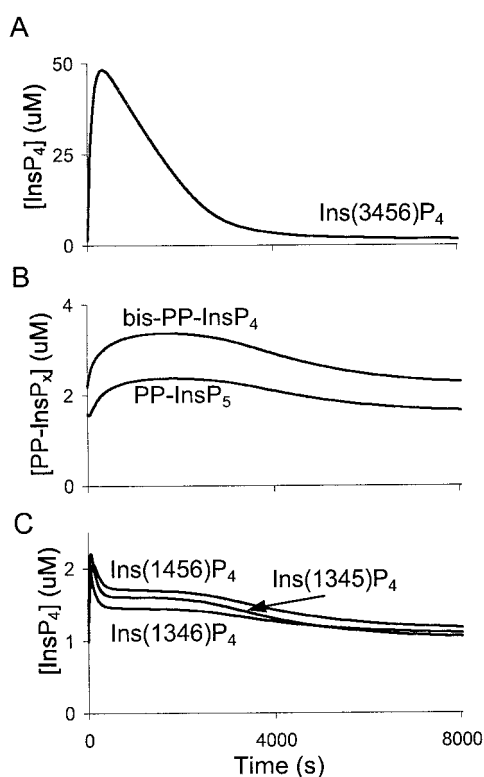 A
[InsP₄] (uM)
50
25
0
Ins(3456)P₄
B
[PP-InsPₓ] (uM)
4
2
0
bis-PP-InsP₄
PP-InsP₅
C
[InsP₄] (uM)
2
1
0
Ins(1456)P₄
Ins(1345)P₄
Ins(1346)P₄
0 4000 8000
Time (s)